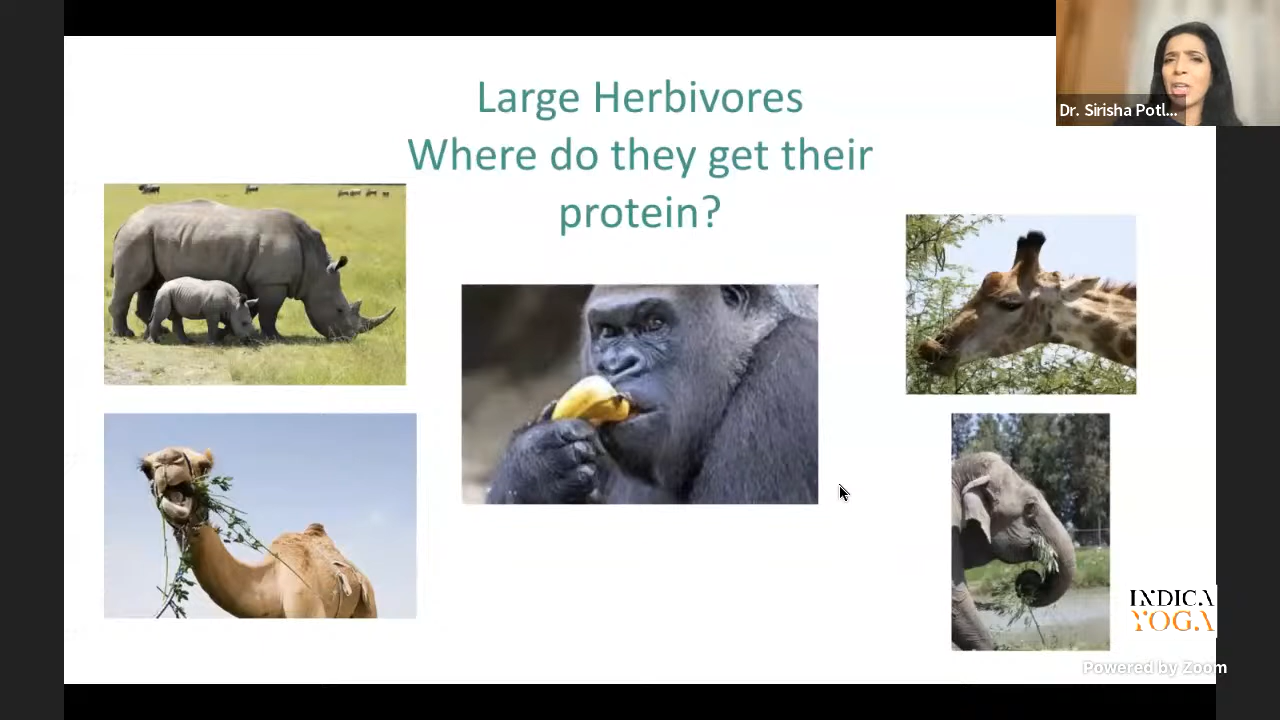 Large Herbivores
Where do they get their
protein?
Dr. Sirisha Potl...
INDICA
YOGA
Powered by Zoom